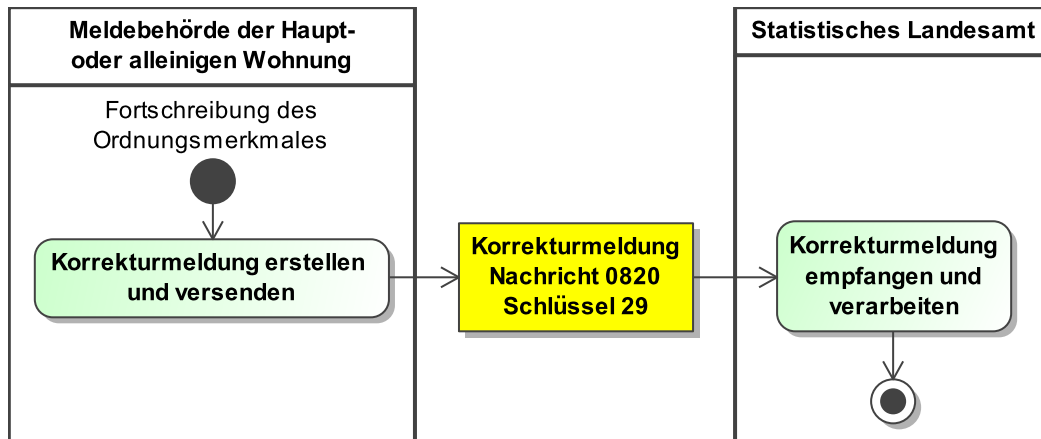 Meldebehörde der Haupt-
oder alleinigen Wohnung
Statistisches Landesamt
Fortschreibung des
Ordnungsmerkmales
Korrekturmeldung erstellen
und versenden
Korrekturmeldung
Nachricht 0820
Schlüssel 29
Korrekturmeldung
empfangen und
verarbeiten